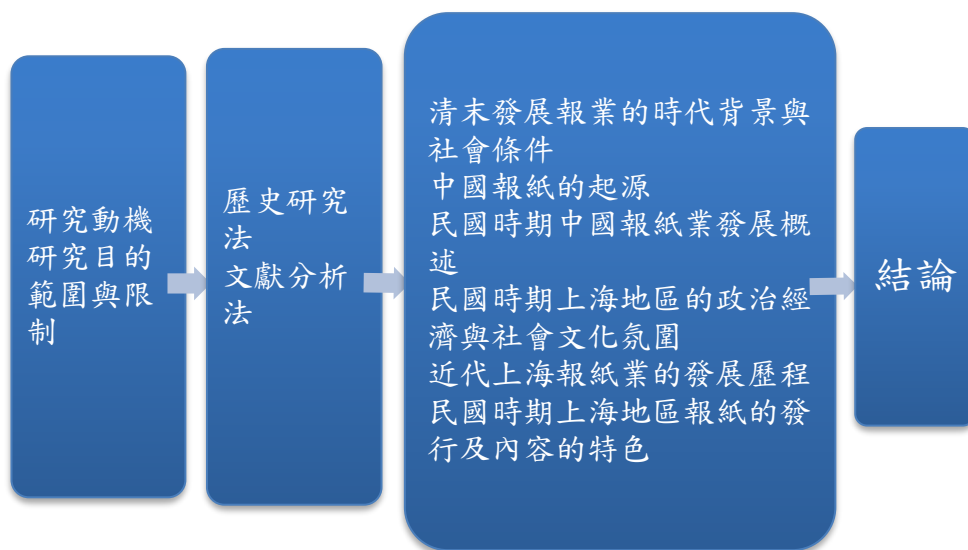 研究動機
研究目的
範圍與限
制
歷史研究
法
文獻分析
法
清末發展報業的時代背景與
社會條件
中國報紙的起源
民國時期中國報紙業發展概
述
民國時期上海地區的政治經
濟與社會文化氛圍
近代上海報紙業的發展歷程
民國時期上海地區報紙的發
行及內容的特色
結論